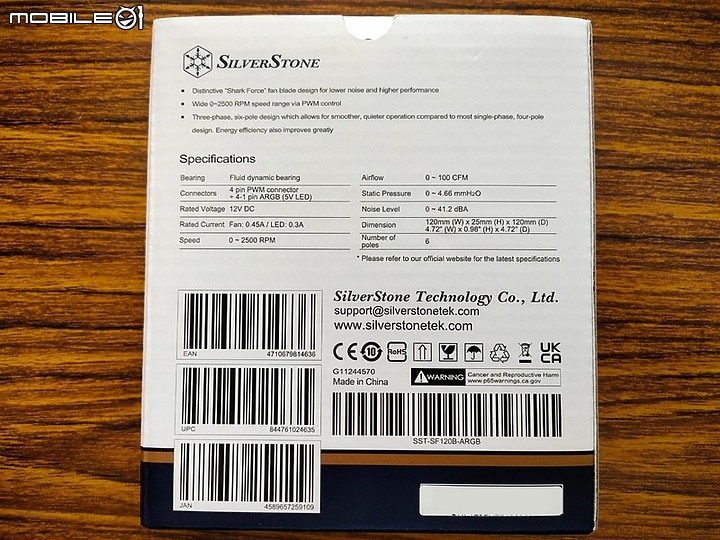 MOBILE01
SILVERSTONE
• Distinctive "Shark Force" fan blade design for lower noise and higher performance
• Wide 0~2500 RPM speed range via PWM control
• Three-phase, six-pole design which allows for smoother, quieter operation compared to most single-phase, four-pole
design. Energy efficiency also improves greatly
Specifications
Bearing Fluid dynamic bearing
Connectors 4 pin PWM connector
+ 4-1 pin ARGB (5V LED)
Rated Voltage 12V DC
Rated Current Fan: 0.45A / LED: 0.3A
Speed 0 ~ 2500 RPM
Airflow 0 ~ 100 CFM
Static Pressure 0 ~ 4.66 mmH2O
Noise Level 0 ~ 41.2 dBA
Dimension 120mm (W) x 25mm (H) x 120mm (D)
4.72" (W) x 0.98" (H) x 4.72" (D)
Number of
poles 6
* Please refer to our official website for the latest specifications
EAN 4710679814636
UPC 844761024635
JAN 4589657259109
SilverStone Technology Co., Ltd.
support@silverstonetek.com
www.silverstonetek.com
CE 10 RoHS UK
CA
G11244570
Made in China
WARNING Cancer and Reproductive Harm
www.p65warnings.ca.gov
SST-SF120B-ARGB